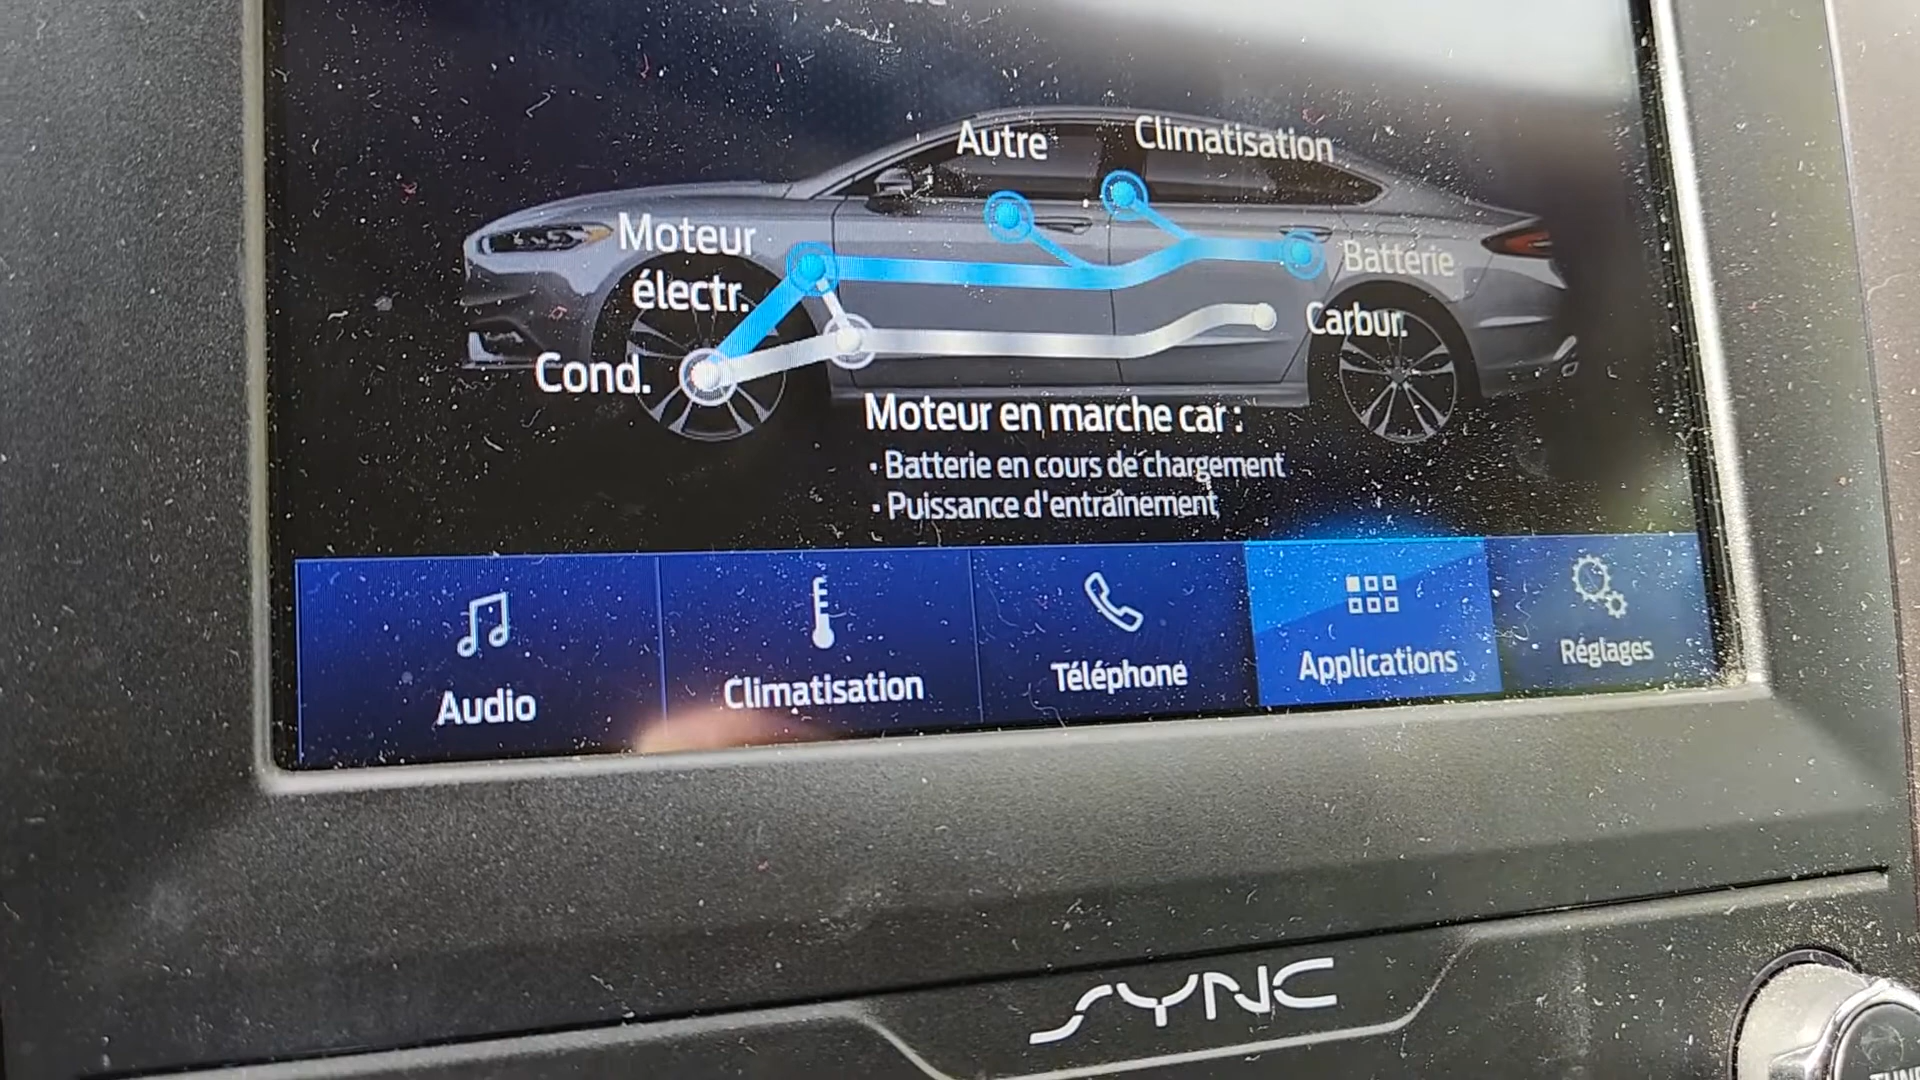 Autre
Climatisation
Moteur
électr.
Batterie
Carbur.
Cond.
Moteur en marche car :
· Batterie en cours de chargement
· Puissance d'entraînement
Audio
Climatisation
Téléphone
Applications
Réglages
SYNC
TUNE